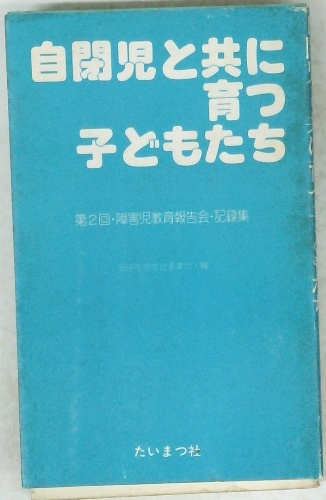 自閉児と共に
育つ
子どもたち
第2回・障害児教育報告会・記録集
たいまつ社